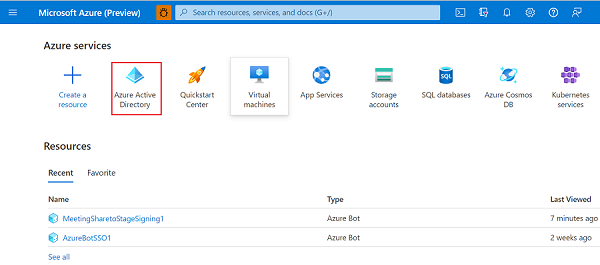 Microsoft Azure (Preview)
Search resources, services, and docs (G+/)
Azure services
Create a resource
Azure Active Directory
Quickstart Center
Virtual machines
App Services
Storage accounts
SQL
SQL databases
Azure Cosmos DB
Kubernetes services
Resources
Recent Favorite
Name Type Last Viewed
MeetingSharetoStageSigning1 Azure Bot 7 minutes ago
AzureBotSSO1 Azure Bot 2 weeks ago
See all